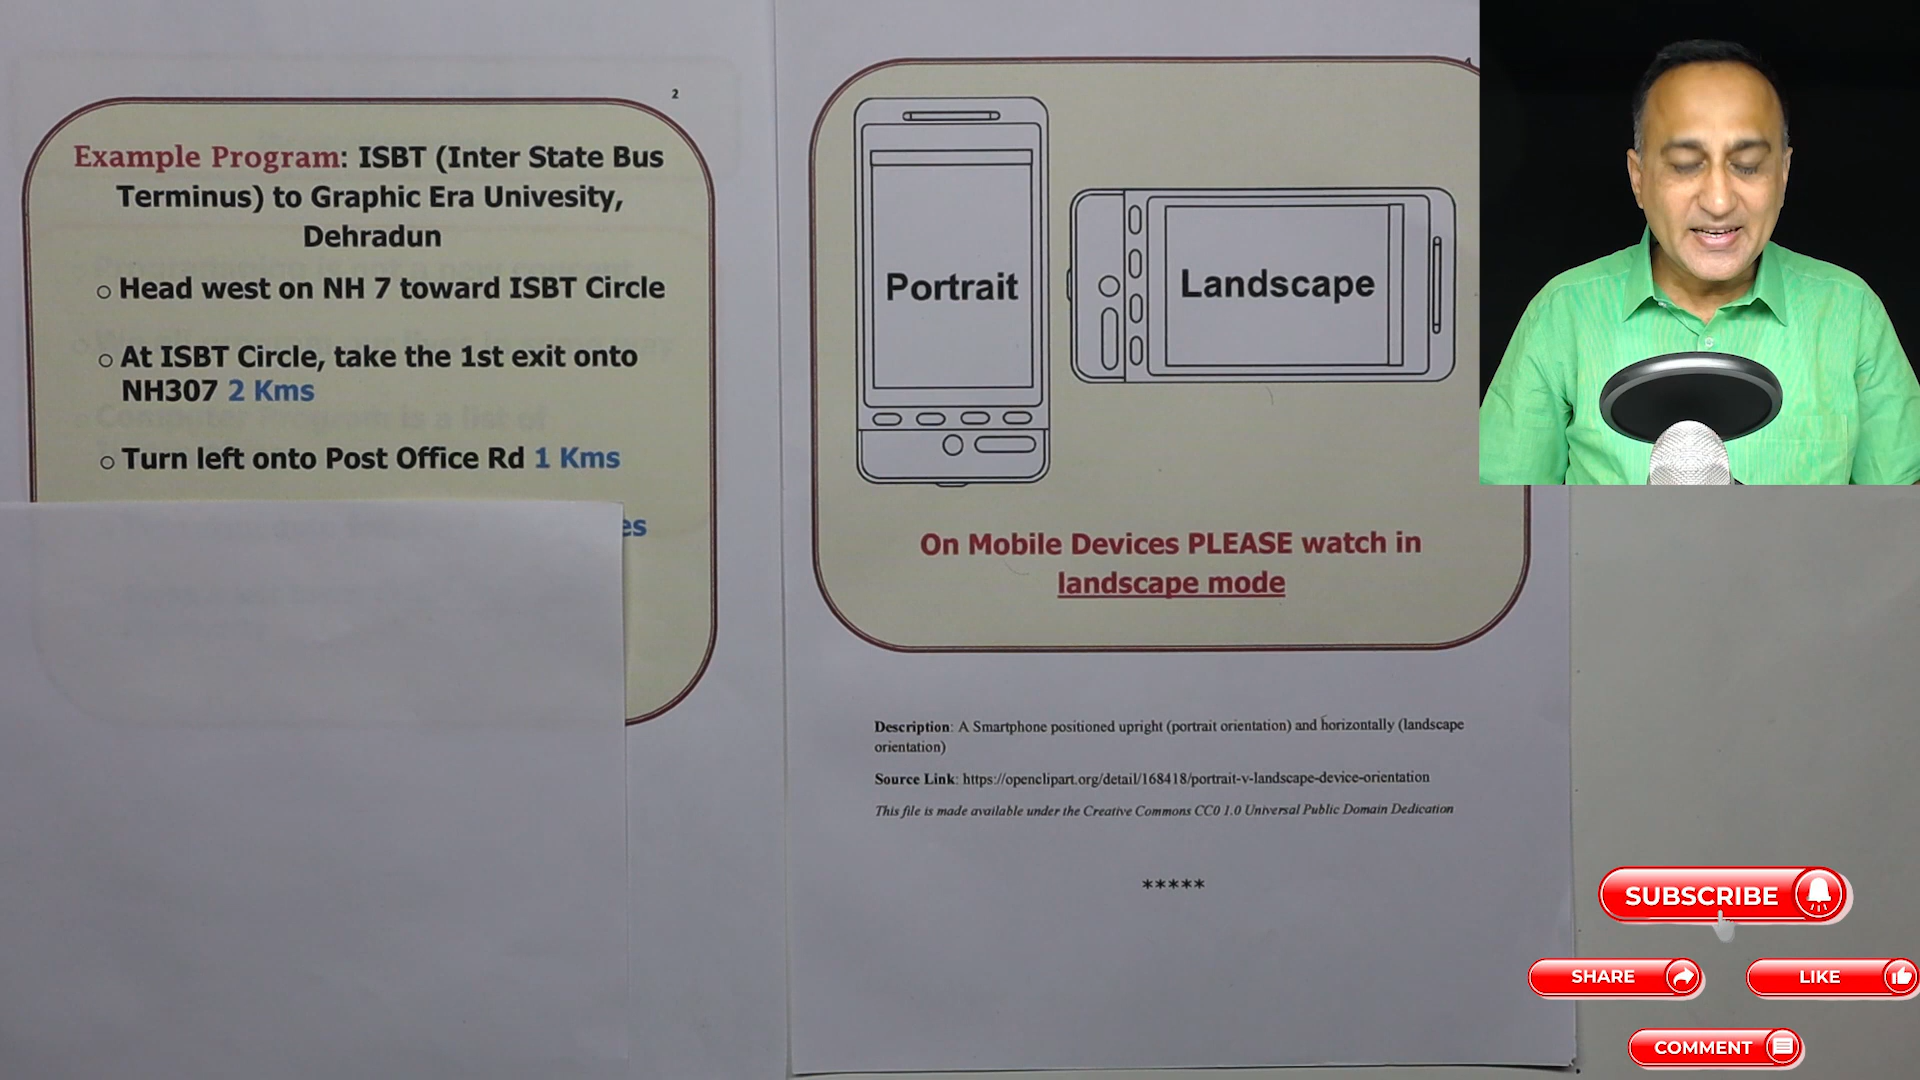 2
Example Program: ISBT (Inter State Bus
Terminus) to Graphic Era Univesity,
Dehradun
Head west on NH 7 toward ISBT Circle
At ISBT Circle, take the 1st exit onto
NH307 2 Kms
Turn left onto Post Office Rd 1 Kms
Portrait
Landscape
On Mobile Devices PLEASE watch in
landscape mode
Description: A Smartphone positioned upright (portrait orientation) and horizontally (landscape
orientation)
Source Link: https://openclipart.org/detail/168418/portrait-v-landscape-device-orientation
This file is made available under the Creative Commons CC0 1.0 Universal Public Domain Dedication
*****
SUBSCRIBE
SHARE
LIKE
COMMENT